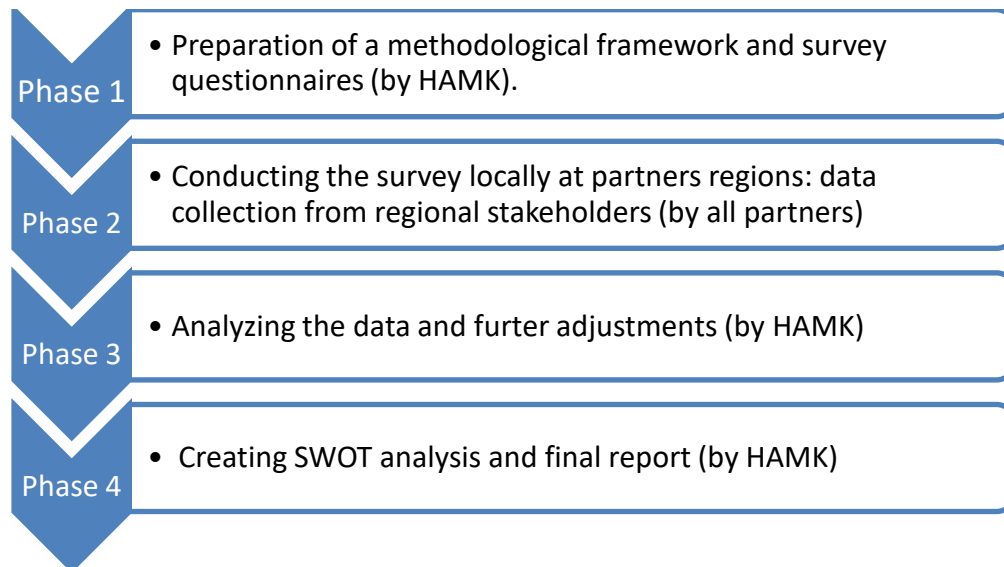 Phase 1
• Preparation of a methodological framework and survey
questionnaires (by HAMK).
Phase 2
• Conducting the survey locally at partners regions: data
collection from regional stakeholders (by all partners)
Phase 3
• Analyzing the data and furter adjustments (by HAMK)
Phase 4
• Creating SWOT analysis and final report (by HAMK)